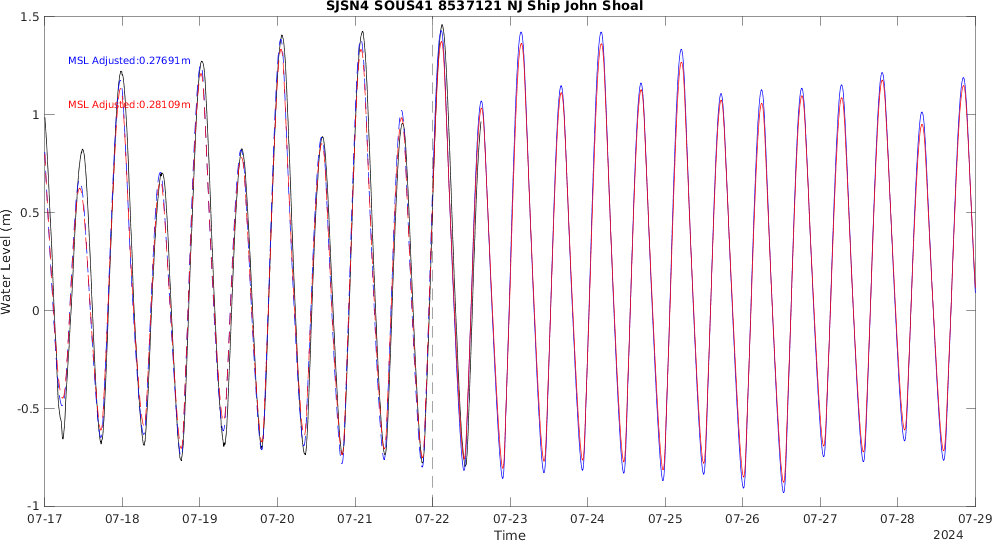 SJSN4 SOUS41 8537121 NJ Ship John Shoal
1.5
MSL Adjusted:0.27691m
MSL Adjusted:0.28109m
1
0.5
0
-0.5
-1
Water Level (m)
07-17 07-18 07-19 07-20 07-21 07-22 07-23 07-24 07-25 07-26 07-27 07-28 07-29
Time
2024